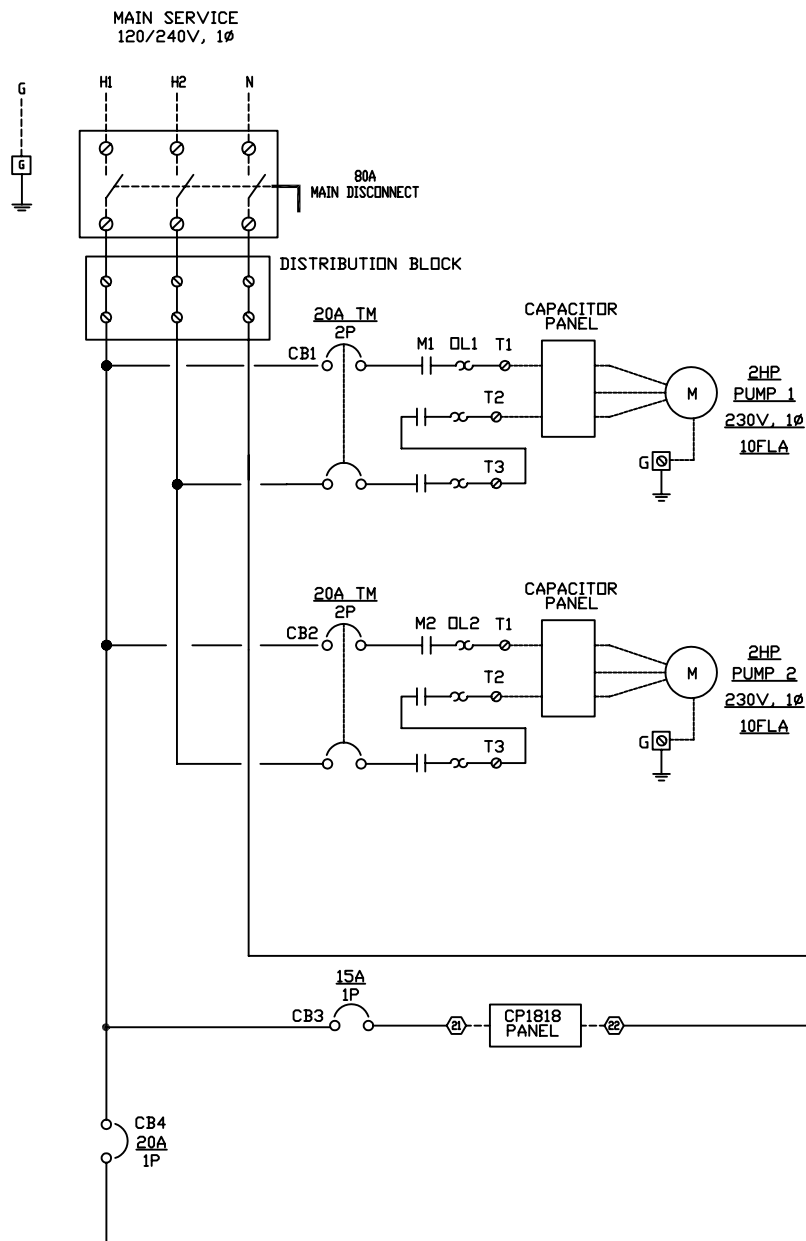 MAIN SERVICE
120/240V, 1Ø
G
H1 H2 N
G
80A
MAIN DISCONNECT
DISTRIBUTION BLOCK
20A TM
2P
CB1
M1 OL1 T1
T2
T3
CAPACITOR
PANEL
M
2HP
PUMP 1
230V, 1Ø
10FLA
G
20A TM
2P
CB2
M2 OL2 T1
T2
T3
CAPACITOR
PANEL
M
2HP
PUMP 2
230V, 1Ø
10FLA
G
15A
1P
CB3
21
CP1818
PANEL
22
CB4
20A
1P